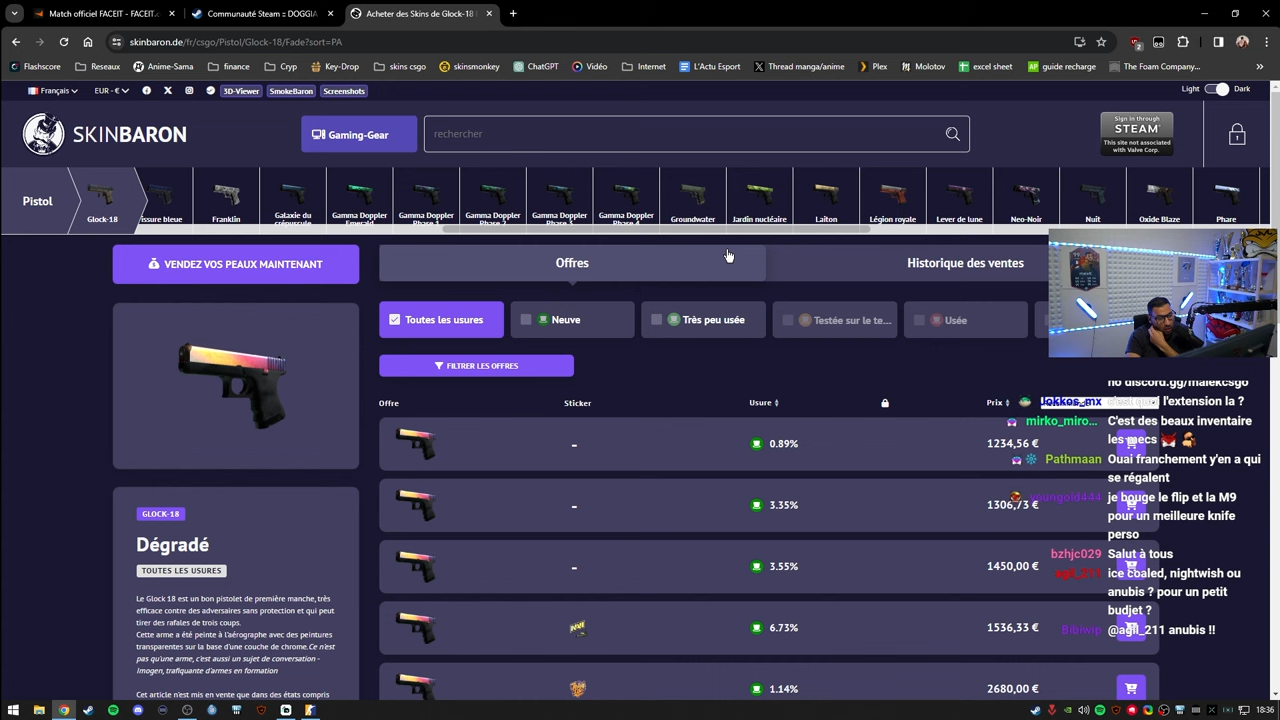 Match officiel FACEIT - FACEIT.c
Communauté Steam :: DOGGIA
Acheter des Skins de Glock-18
skinbaron.de/fr/csgo/Pistol/Glock-18/Fade?sort=PA
Flashscore
Reseaux
Anime-Sama
finance
Cryp
Key-Drop
skins csgo
skinsmonkey
ChatGPT
Vidéo
Internet
L'Actu Esport
Thread manga/anime
Plex
Molotov
excel sheet
guide recharge
The Foam Company...
Français
EUR - €
3D-Viewer
SmokeBaron
Screenshots
Light
Dark
SKINBARON
Gaming-Gear
rechercher
Sign in through
STEAM
This site not associated
with Valve Corp.
Pistol
Glock-18
issure bleue
Franklin
Galaxie du crépuscule
Gamma Doppler Emerald
Gamma Doppler Phase 1
Gamma Doppler Phase 2
Gamma Doppler Phase 3
Gamma Doppler Phase 4
Groundwater
Jardin nucléaire
Laiton
Légion royale
Lever de lune
Neo-Noir
Nuit
Oxide Blaze
Phare
VENDEZ VOS PEAUX MAINTENANT
Offres
Historique des ventes
Toutes les usures
Neuve
Très peu usée
Testée sur le te...
Usée
FILTRER LES OFFRES
Offre
Sticker
Usure
Prix
- 0.89% 1234,56 €
- 3.35% 1306,73 €
- 3.55% 1450,00 €
6.73% 1536,33 €
1.14% 2680,00 €
GLOCK-18
Dégradé
TOUTES LES USURES
Le Glock 18 est un bon pistolet de première manche, très
efficace contre des adversaires sans protection et qui peut
tirer des rafales de trois coups.
Cette arme a été peinte à l'aérographe avec des peintures
transparentes sur la base d'une couche de chrome.Ce n'est
pas qu'une arme, c'est aussi un sujet de conversation -
Imogen, trafiquante d'armes en formation
Cet article n'est mis en vente que dans des états compris
no discord.gg/malekcsgo
Jokkos_mx c'est quoi l'extension la ?
mirko_miro... C'est des beaux inventaire
les mecs
Pathmaan Ouai franchement y'en a qui
se régalent
youngold444 je bouge le flip et la M9
pour un meilleure knife
perso
bzhjc029 Salut à tous
agil_211 ice coaled, nightwish ou
anubis ? pour un petit
budjet ?
Bibiwip @agil_211 anubis !!
18:36